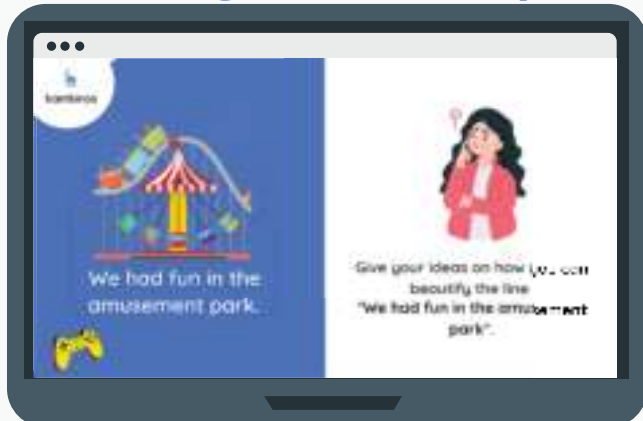 We had fun in the
amusement park.
Give your ideas on how you can
beautify the line
"We had fun in the amusement
park".